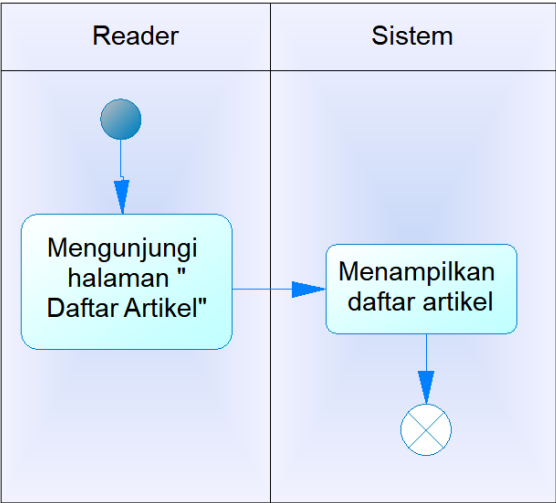 Reader
Sistem
Mengunjungi
halaman "
Daftar Artikel"
Menampilkan
daftar artikel